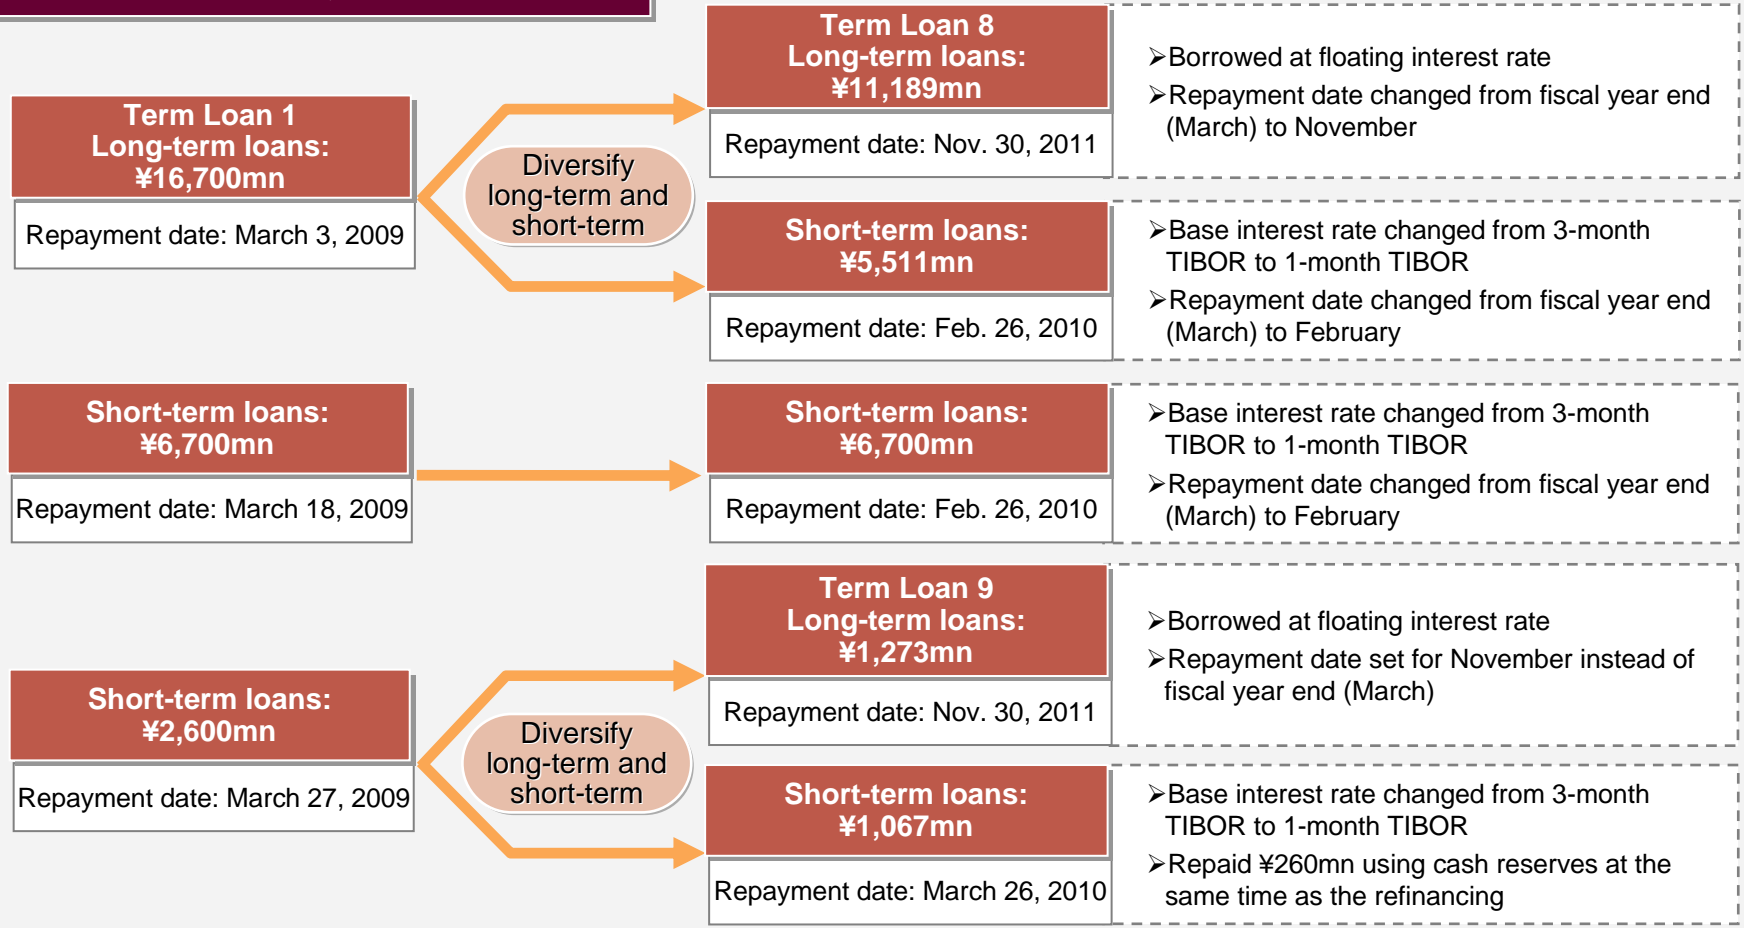 Term Loan 1
Long-term loans:
¥16,700mn
Repayment date: March 3, 2009
Diversify
long-term and
short-term
Term Loan 8
Long-term loans:
¥11,189mn
Repayment date: Nov. 30, 2011
➢Borrowed at floating interest rate
➢Repayment date changed from fiscal year end
(March) to November
Short-term loans:
¥5,511mn
Repayment date: Feb. 26, 2010
➢Base interest rate changed from 3-month
TIBOR to 1-month TIBOR
➢Repayment date changed from fiscal year end
(March) to February
Short-term loans:
¥6,700mn
Repayment date: March 18, 2009
Short-term loans:
¥6,700mn
Repayment date: Feb. 26, 2010
➢Base interest rate changed from 3-month
TIBOR to 1-month TIBOR
➢Repayment date changed from fiscal year end
(March) to February
Short-term loans:
¥2,600mn
Repayment date: March 27, 2009
Diversify
long-term and
short-term
Term Loan 9
Long-term loans:
¥1,273mn
Repayment date: Nov. 30, 2011
➢Borrowed at floating interest rate
➢Repayment date set for November instead of
fiscal year end (March)
Short-term loans:
¥1,067mn
Repayment date: March 26, 2010
➢Base interest rate changed from 3-month
TIBOR to 1-month TIBOR
➢Repaid ¥260mn using cash reserves at the
same time as the refinancing